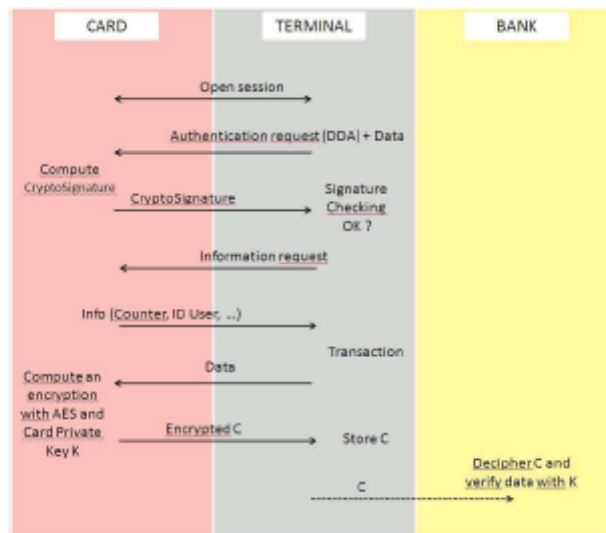 CARD
TERMINAL
BANK
Open session
Authentication request (DDA) + Data
Compute
CryptoSignature
CryptoSignature
Signature
Checking
OK ?
Information request
Info (Counter, ID User, ...)
Transaction
Data
Compute an
encryption
with AES and
Card Private
Key K
Encrypted C
Store C
Decipher C and
verify data with K
C